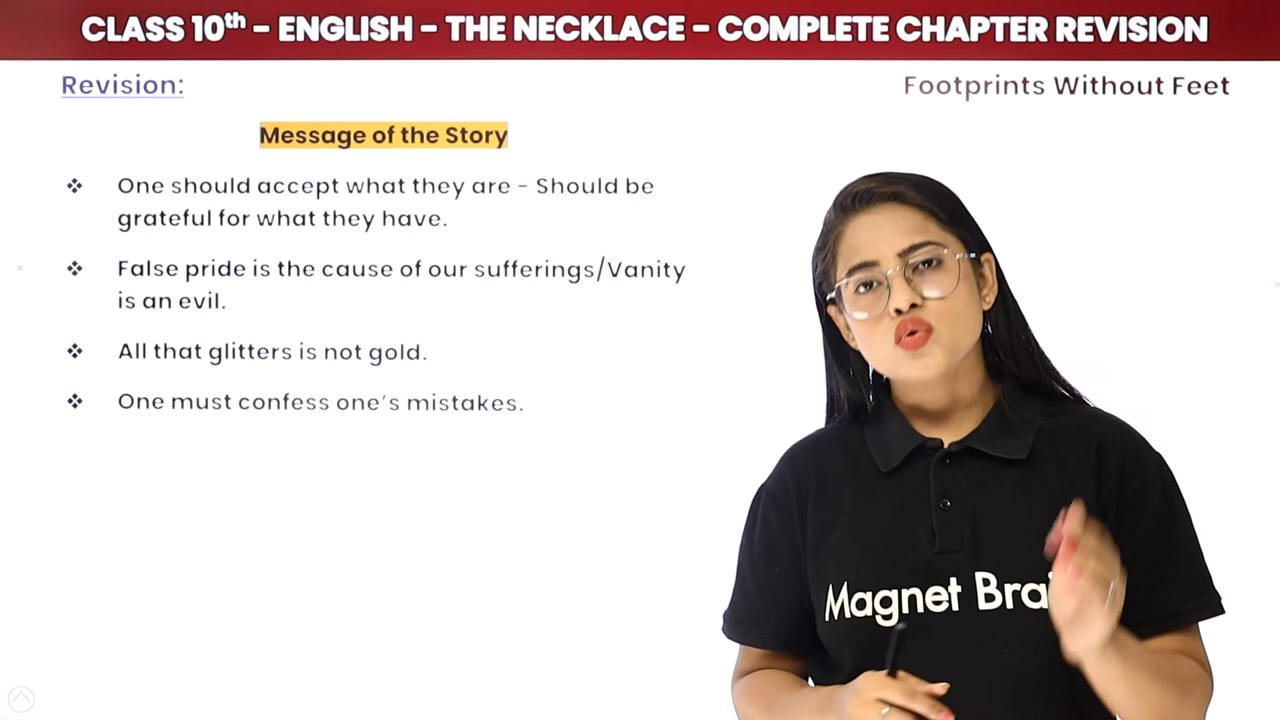 CLASS 10th - ENGLISH - THE NECKLACE - COMPLETE CHAPTER REVISION
Revision:
Footprints Without Feet
Message of the Story
❖ One should accept what they are - Should be
grateful for what they have.
❖ False pride is the cause of our sufferings/Vanity
is an evil.
❖ All that glitters is not gold.
❖ One must confess one's mistakes.
Magnet